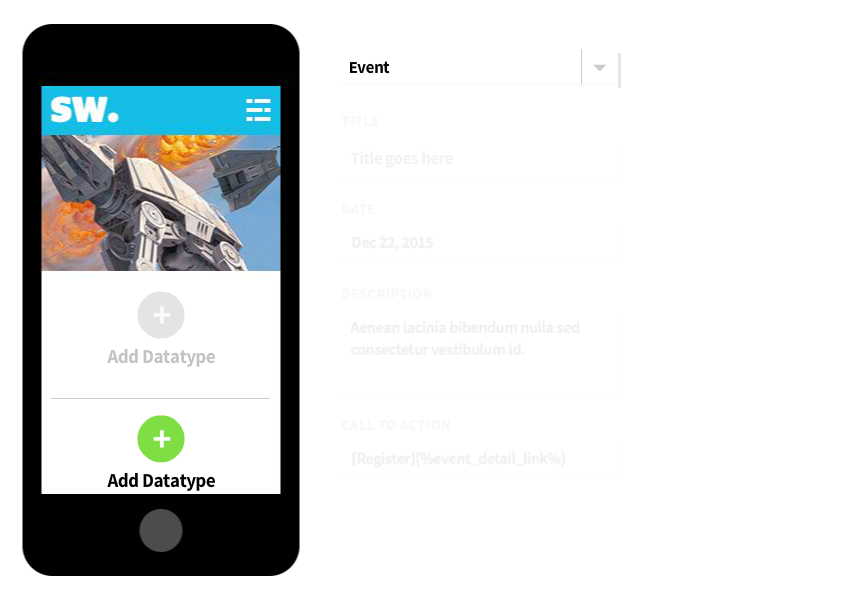 SW.
Add Datatype
Add Datatype
Event
TITLE
Title goes here
DATE
Dec 22, 2015
DESCRIPTION
Aenean lacinia bibendum nulla sed
consectetur vestibulum id.
CALL TO ACTION
[Register](%event_detail_link%)